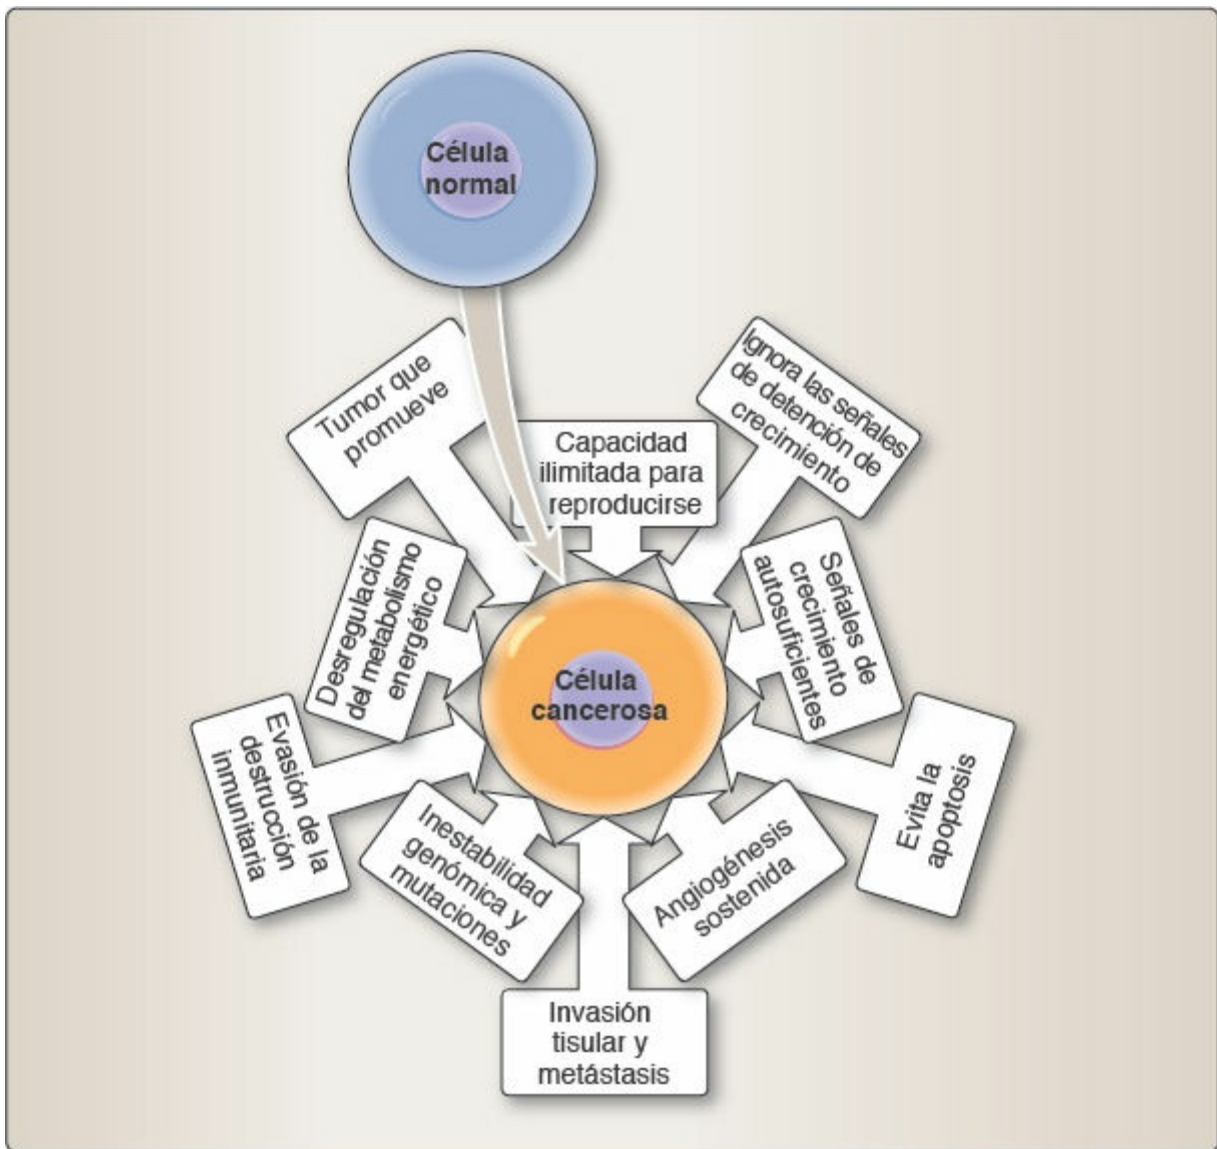 Célula
normal
Tumor que
promueve
Capacidad
ilimitada para
reproducirse
Ignora las señales
de detención de
crecimiento
Desregulación
del metabolismo
energético
Señales de
crecimiento
autosuficientes
Célula
cancerosa
Evasión de la
destrucción
inmunitaria
Inestabilidad
genómica y
mutaciones
Angiogénesis
sostenida
Evita la
apoptosis
Invasión
tisular y
metástasis